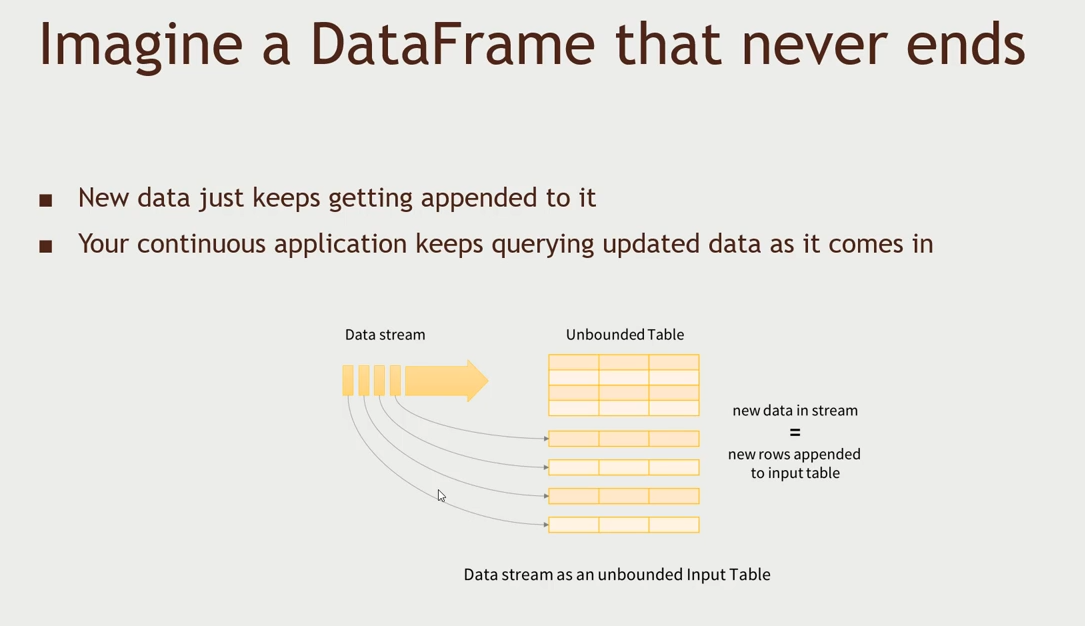 Imagine a DataFrame that never ends
New data just keeps getting appended to it
Your continuous application keeps querying updated data as it comes in
Data stream
Unbounded Table
new data in stream
=
new rows appended
to input table
Data stream as an unbounded Input Table